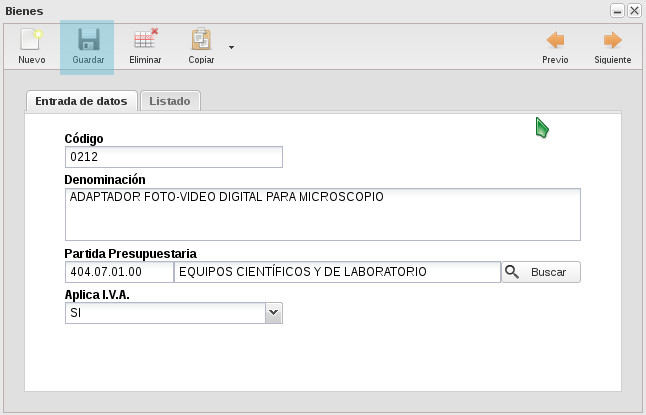 Bienes
Nuevo Guardar Eliminar Copiar Previo Siguiente
Entrada de datos Listado
Código
0212
Denominación
ADAPTADOR FOTO-VIDEO DIGITAL PARA MICROSCOPIO
Partida Presupuestaria
404.07.01.00 EQUIPOS CIENTÍFICOS Y DE LABORATORIO Buscar
Aplica I.V.A.
SI